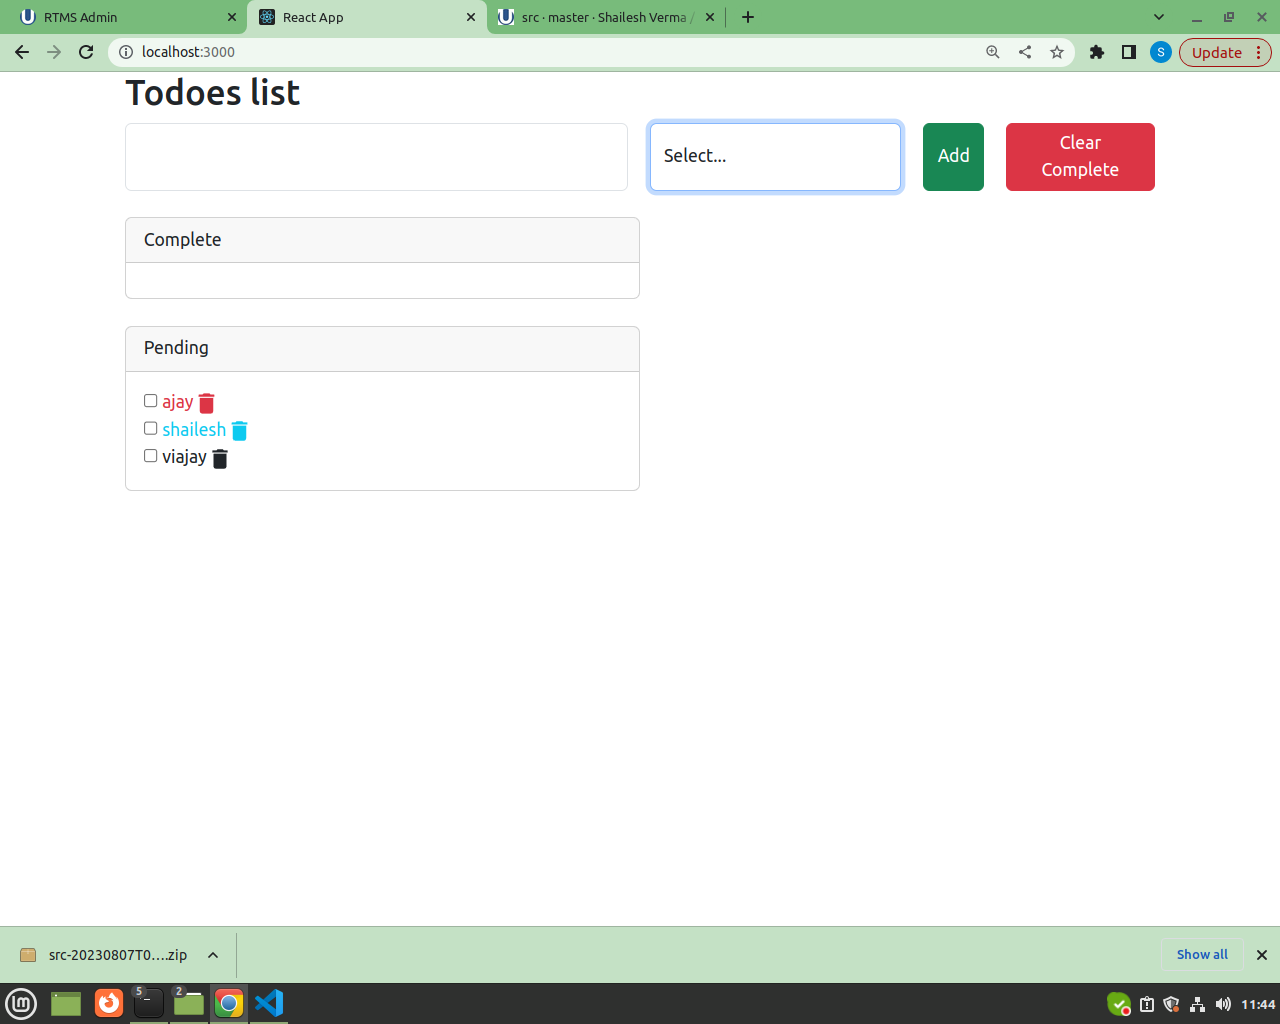 RTMS Admin
React App
src · master · Shailesh Verma /
localhost:3000
S
Update
Todoes list
Select...
Add
Clear
Complete
Complete
Pending
ajay
shailesh
viajay
src-20230807T0....zip
Show all
5
2
11:44